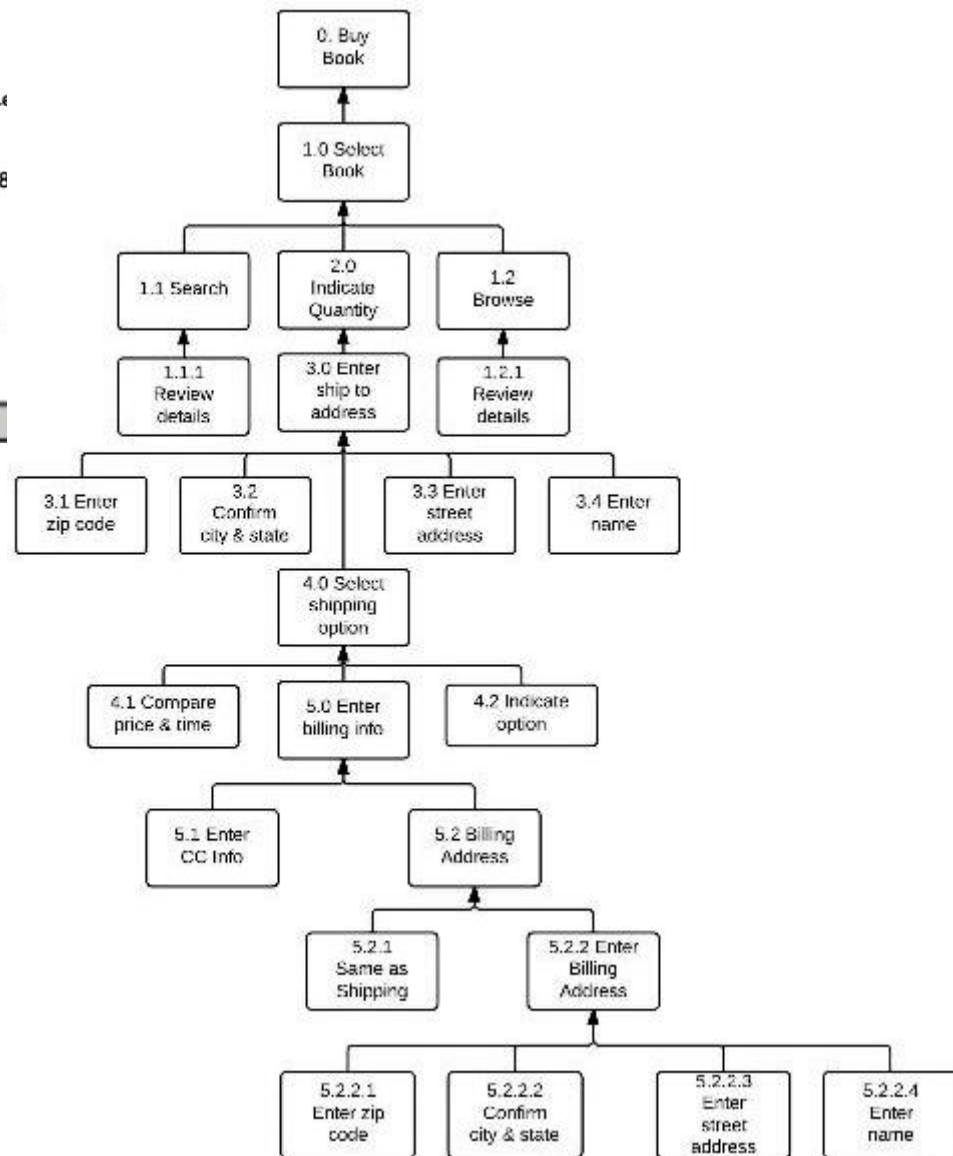 0. Buy
Book
1.0 Select
Book
1.1 Search
2.0
Indicate
Quantity
1.2
Browse
1.1.1
Review
details
3.0 Enter
ship to
address
1.2.1
Review
details
3.1 Enter
zip code
3.2
Confirm
city & state
3.3 Enter
street
address
3.4 Enter
name
4.0 Select
shipping
option
4.1 Compare
price & time
5.0 Enter
billing info
4.2 Indicate
option
5.1 Enter
CC Info
5.2 Billing
Address
5.2.1
Same as
Shipping
5.2.2 Enter
Billing
Address
5.2.2.1
Enter zip
code
5.2.2.2
Confirm
city & state
5.2.2.3
Enter
street
address
5.2.2.4
Enter
name